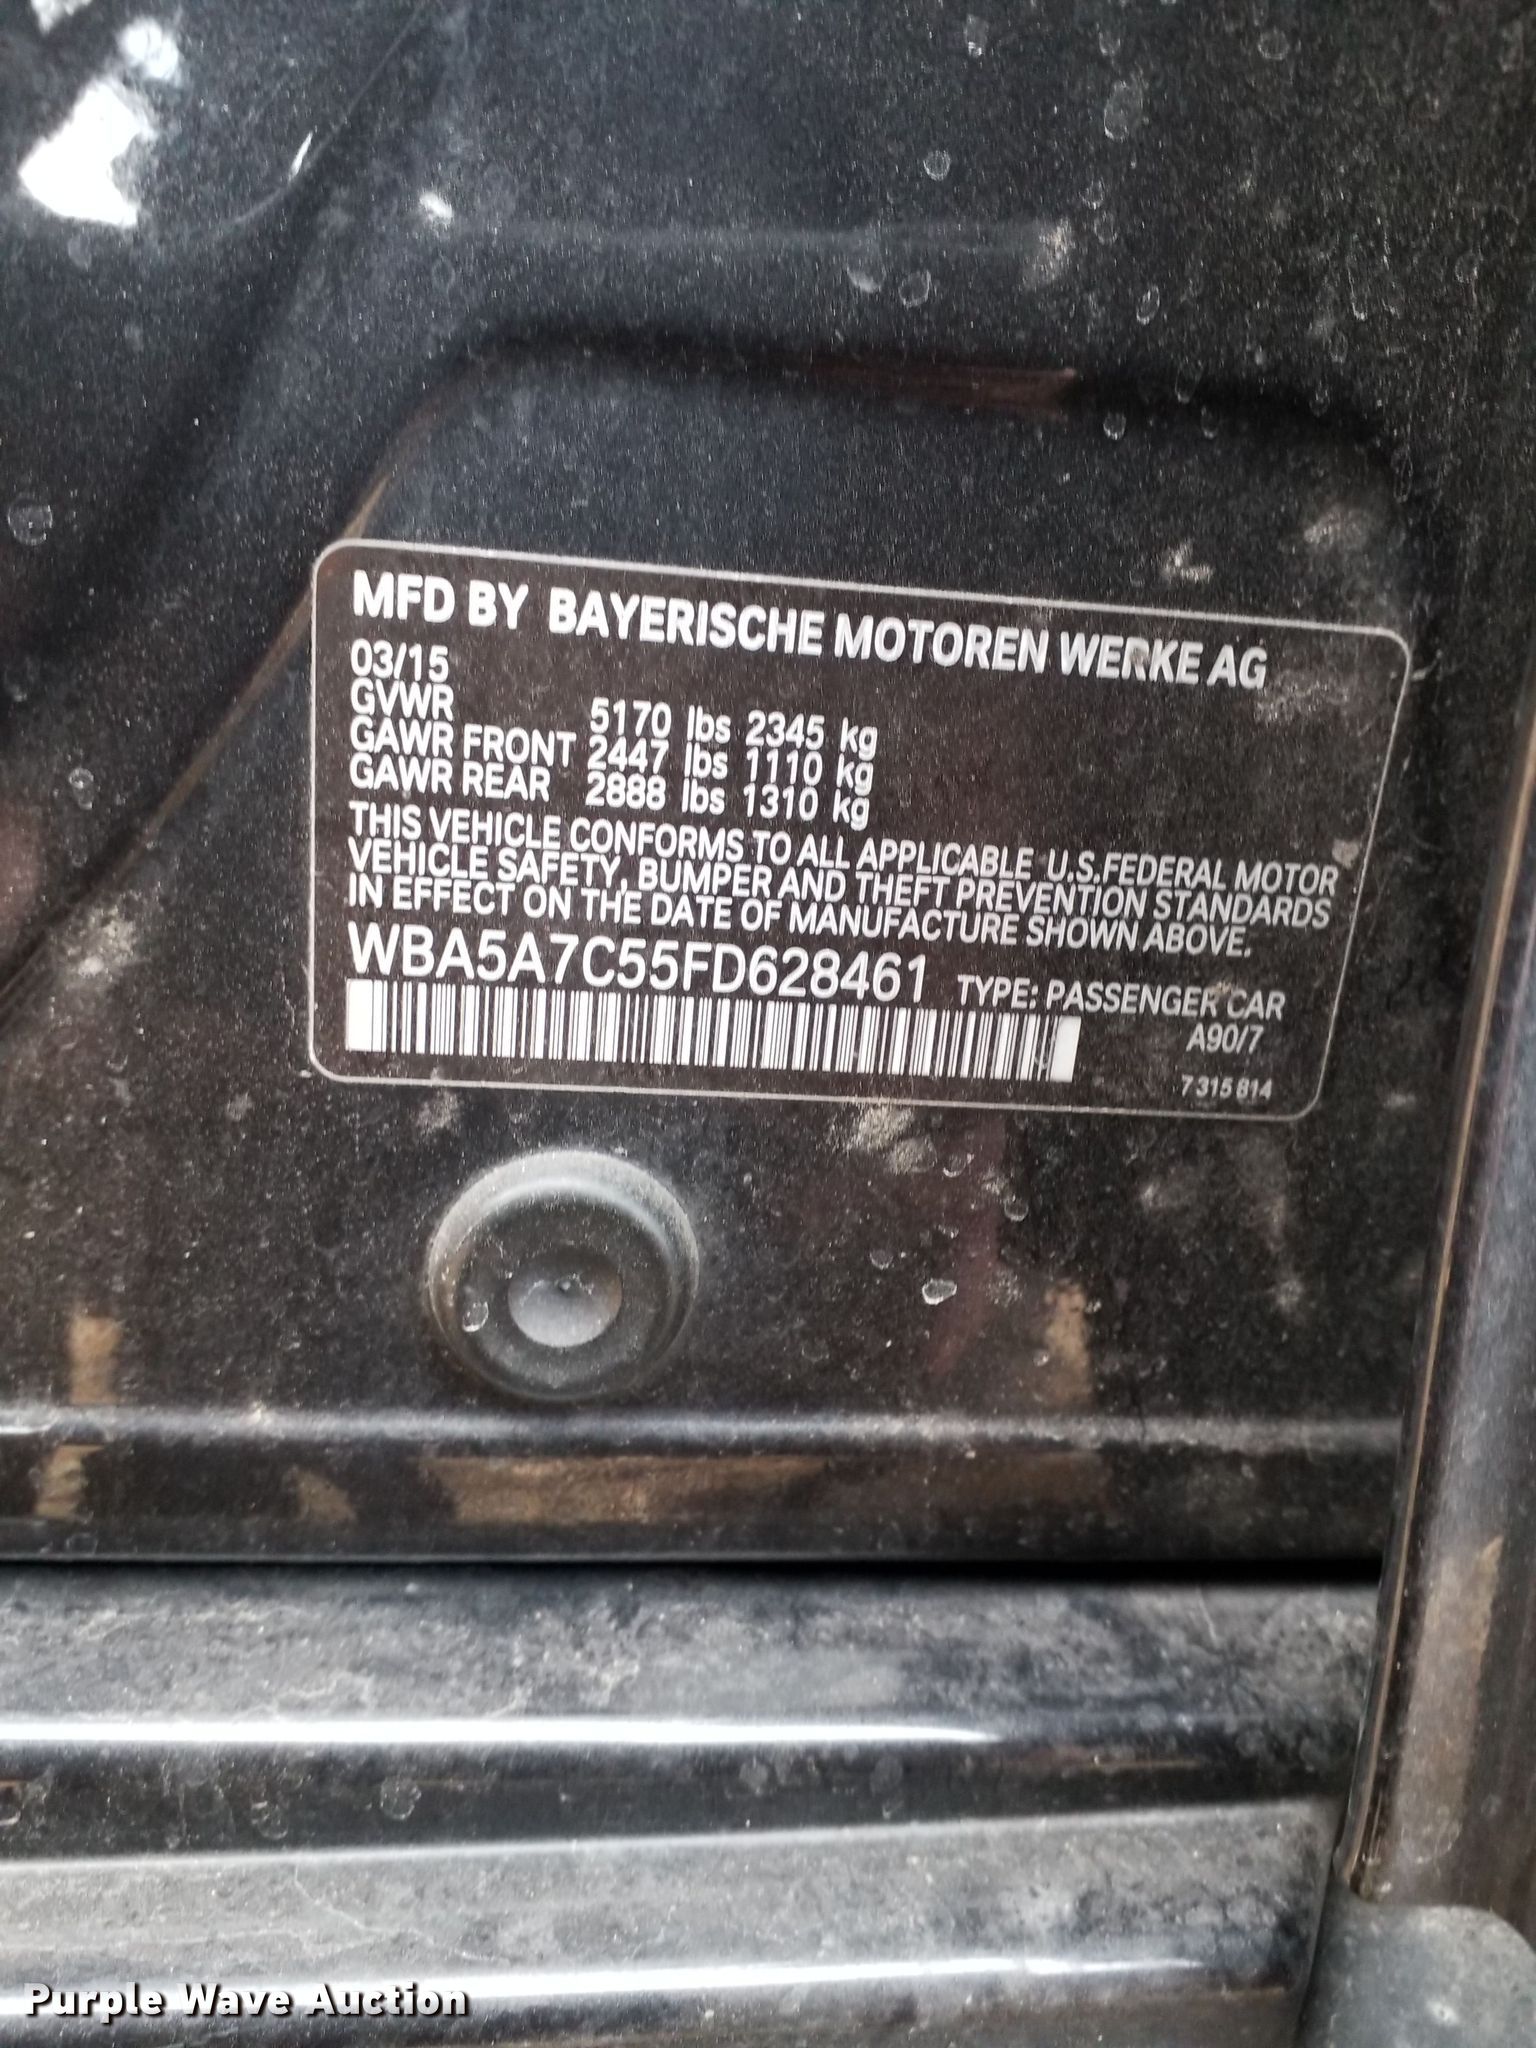 MFD BY BAYERISCHE MOTOREN WERKE AG
03/15
GVWR 5170 lbs 2345 kg
GAWR FRONT 2447 lbs 1110 kg
GAWR REAR 2888 lbs 1310 kg
THIS VEHICLE CONFORMS TO ALL APPLICABLE U.S.FEDERAL MOTOR
VEHICLE SAFETY, BUMPER AND THEFT PREVENTION STANDARDS
IN EFFECT ON THE DATE OF MANUFACTURE SHOWN ABOVE.
WBA5A7C55FD628461 TYPE: PASSENGER CAR
A90/7
7 315 814
Purple Wave Auction